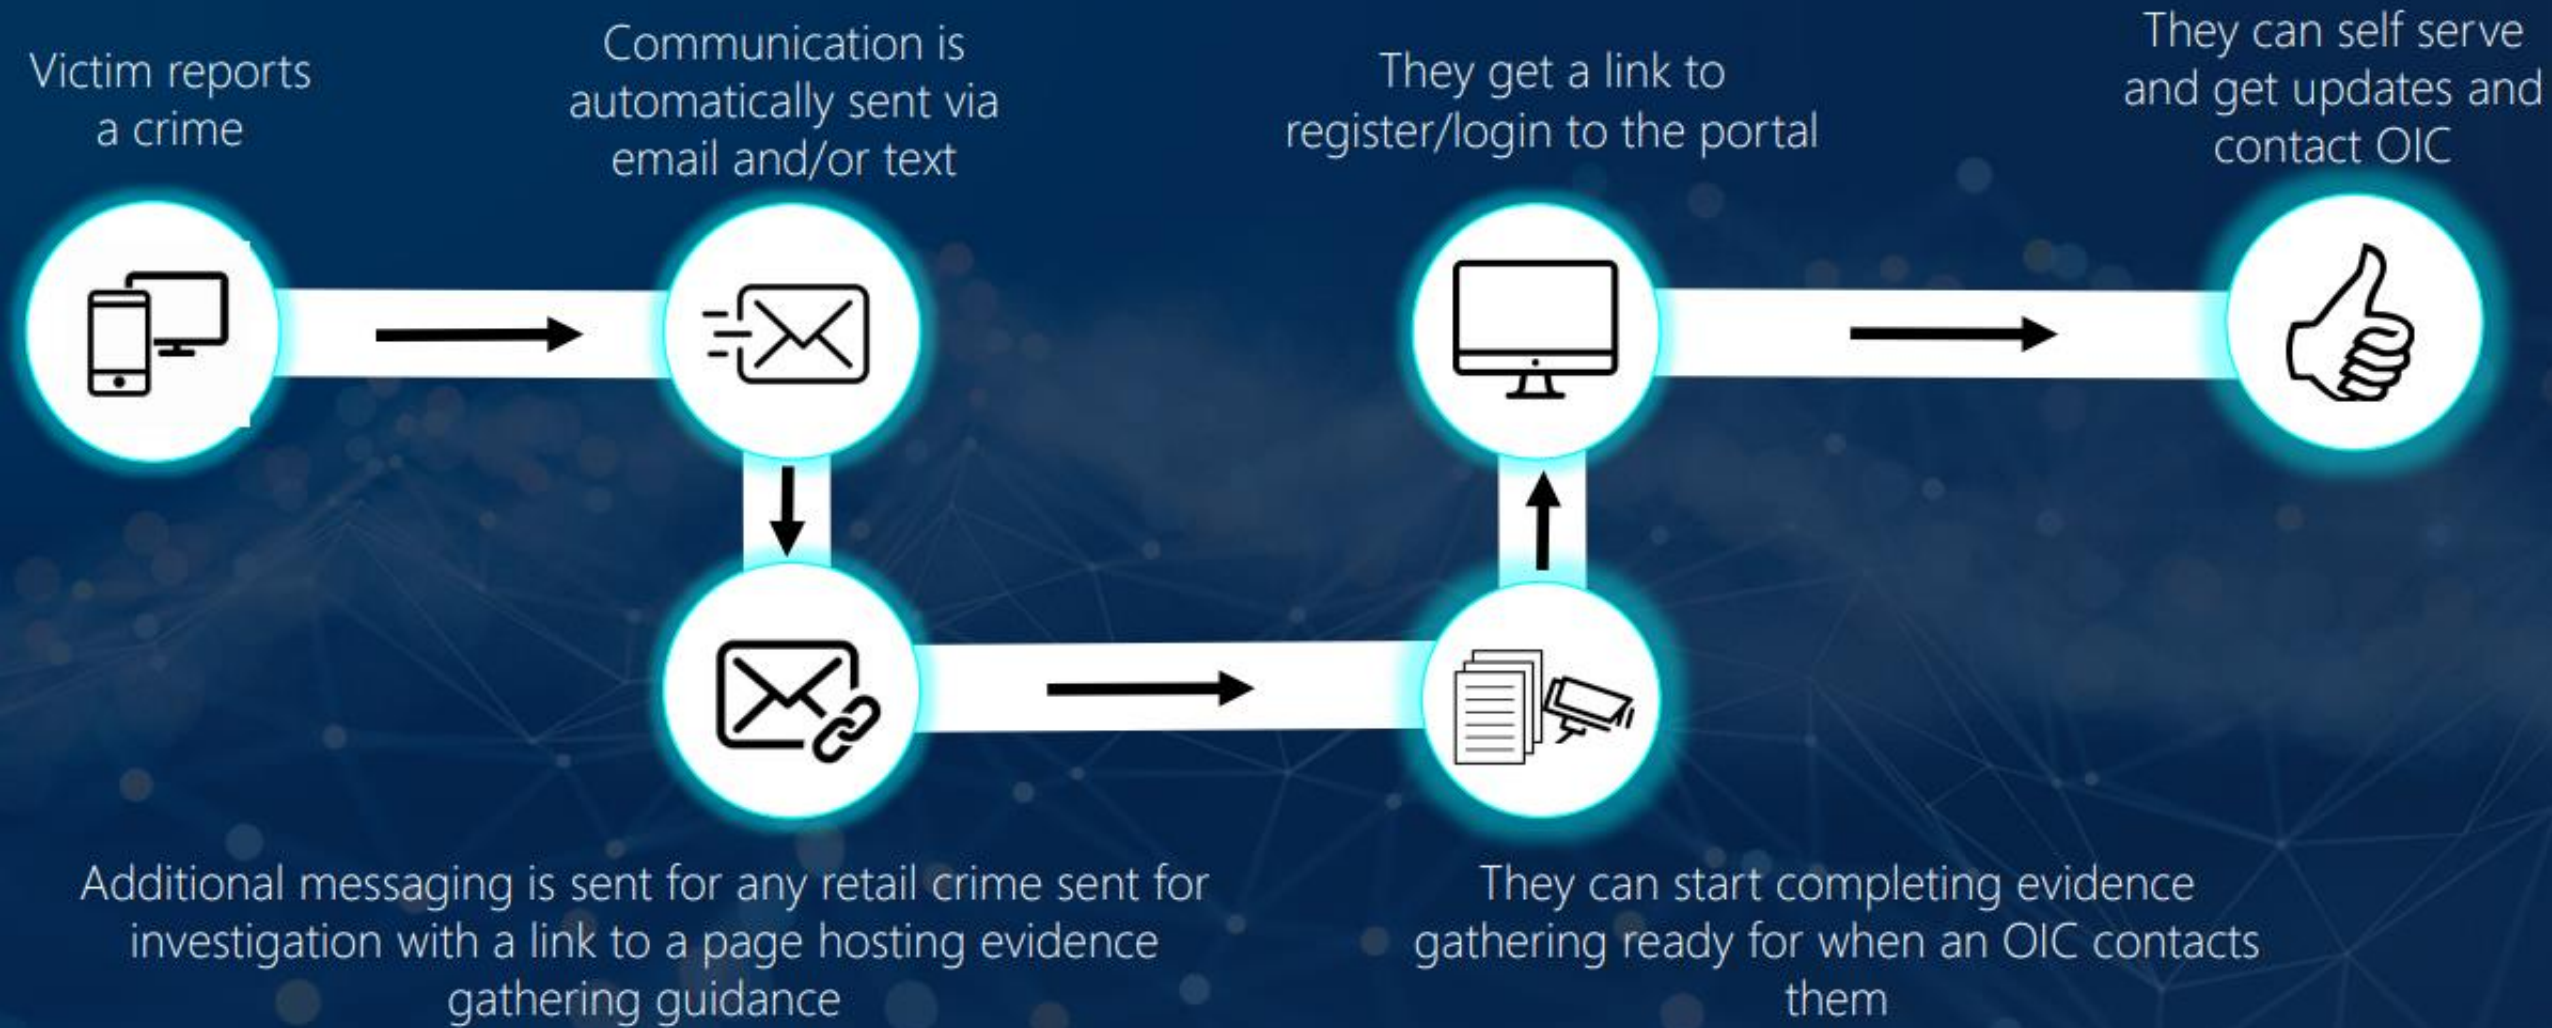 Victim reports
a crime
Communication is
automatically sent via
email and/or text
Additional messaging is sent for any retail crime sent for
investigation with a link to a page hosting evidence
gathering guidance
They can start completing evidence
gathering ready for when an OIC contacts
them
They get a link to
register/login to the portal
They can self serve
and get updates and
contact OIC